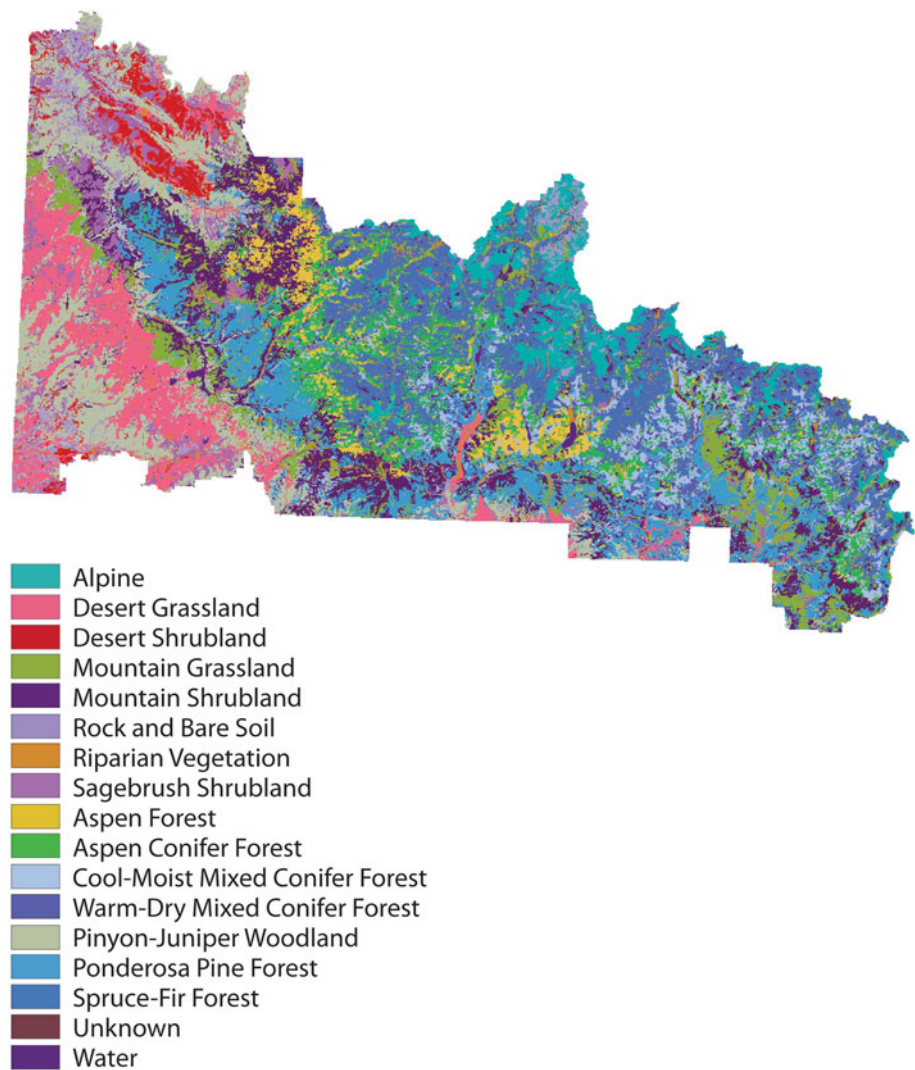 Alpine
Desert Grassland
Desert Shrubland
Mountain Grassland
Mountain Shrubland
Rock and Bare Soil
Riparian Vegetation
Sagebrush Shrubland
Aspen Forest
Aspen Conifer Forest
Cool-Moist Mixed Conifer Forest
Warm-Dry Mixed Conifer Forest
Pinyon-Juniper Woodland
Ponderosa Pine Forest
Spruce-Fir Forest
Unknown
Water